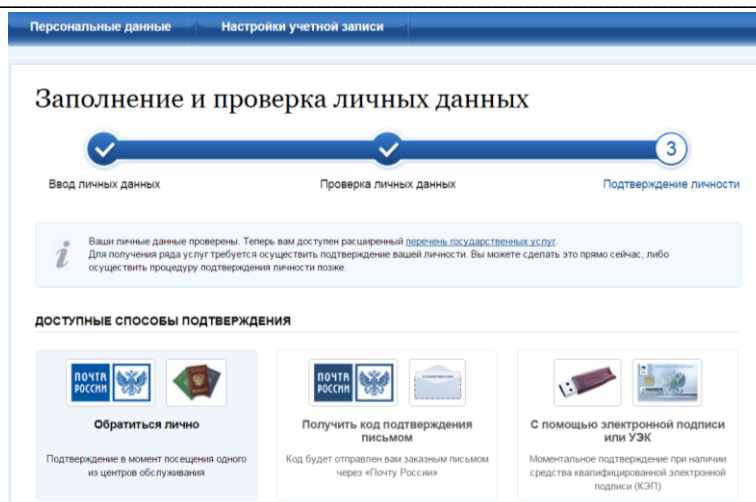 Персональные данные Настройки учетной записи
Заполнение и проверка личных данных
3
Ввод личных данных Проверка личных данных Подтверждение личности
Ваши личные данные проверены. Теперь вам доступен расширенный перечень государственных услуг.
Для получения ряда услуг требуется осуществить подтверждение вашей личности. Вы можете сделать это прямо сейчас, либо
осуществить процедуру подтверждения личности позже.
ДОСТУПНЫЕ СПОСОБЫ ПОДТВЕРЖДЕНИЯ
ПОЧТА
РОССИИ
Обратиться лично
Подтверждение в момент посещения одного
из центров обслуживания
ПОЧТА
РОССИИ
Получить код подтверждения
письмом
Код будет отправлен вам заказным письмом
через «Почту России»
С помощью электронной подписи
или УЭК
Моментальное подтверждение при наличии
средства квалифицированной электронной
подписи (КЭП)